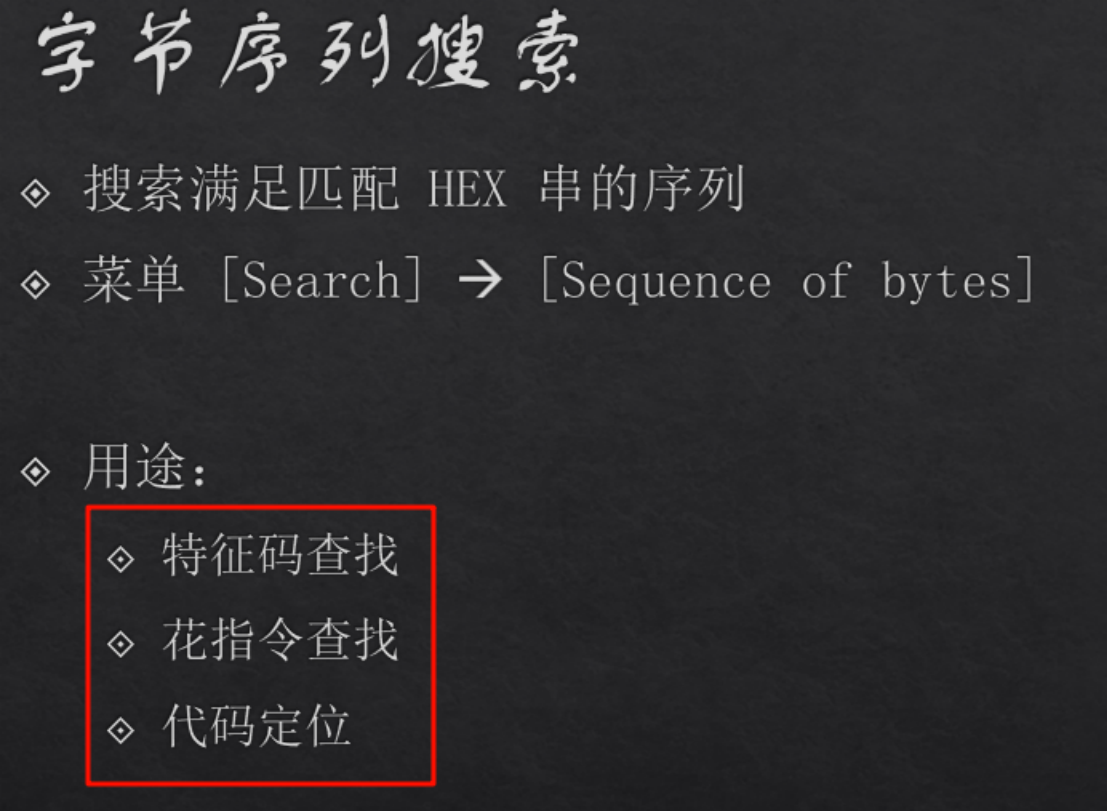 字节序列搜索
搜索满足匹配 HEX 串的序列
菜单 [Search] → [Sequence of bytes]
用途：
特征码查找
花指令查找
代码定位